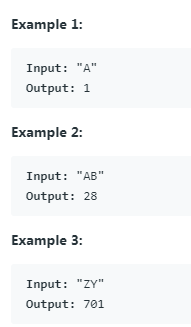 Example 1:
Input: "A"
Output: 1
Example 2:
Input: "AB"
Output: 28
Example 3:
Input: "ZY"
Output: 701